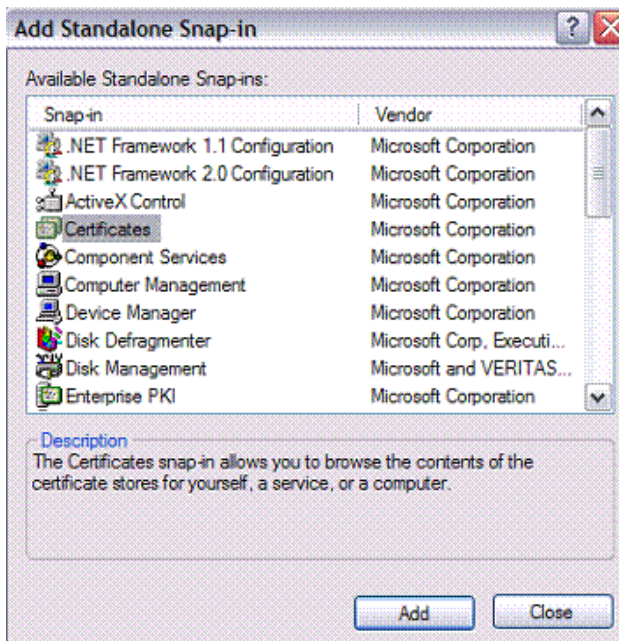 Add Standalone Snap-in
Available Standalone Snap-ins:
Snap-in Vendor
.NET Framework 1.1 Configuration Microsoft Corporation
.NET Framework 2.0 Configuration Microsoft Corporation
ActiveX Control Microsoft Corporation
Certificates Microsoft Corporation
Component Services Microsoft Corporation
Computer Management Microsoft Corporation
Device Manager Microsoft Corporation
Disk Defragmenter Microsoft Corp, Executi...
Disk Management Microsoft and VERITAS...
Enterprise PKI Microsoft Corporation
Description
The Certificates snap-in allows you to browse the contents of the
certificate stores for yourself, a service, or a computer.
Add Close